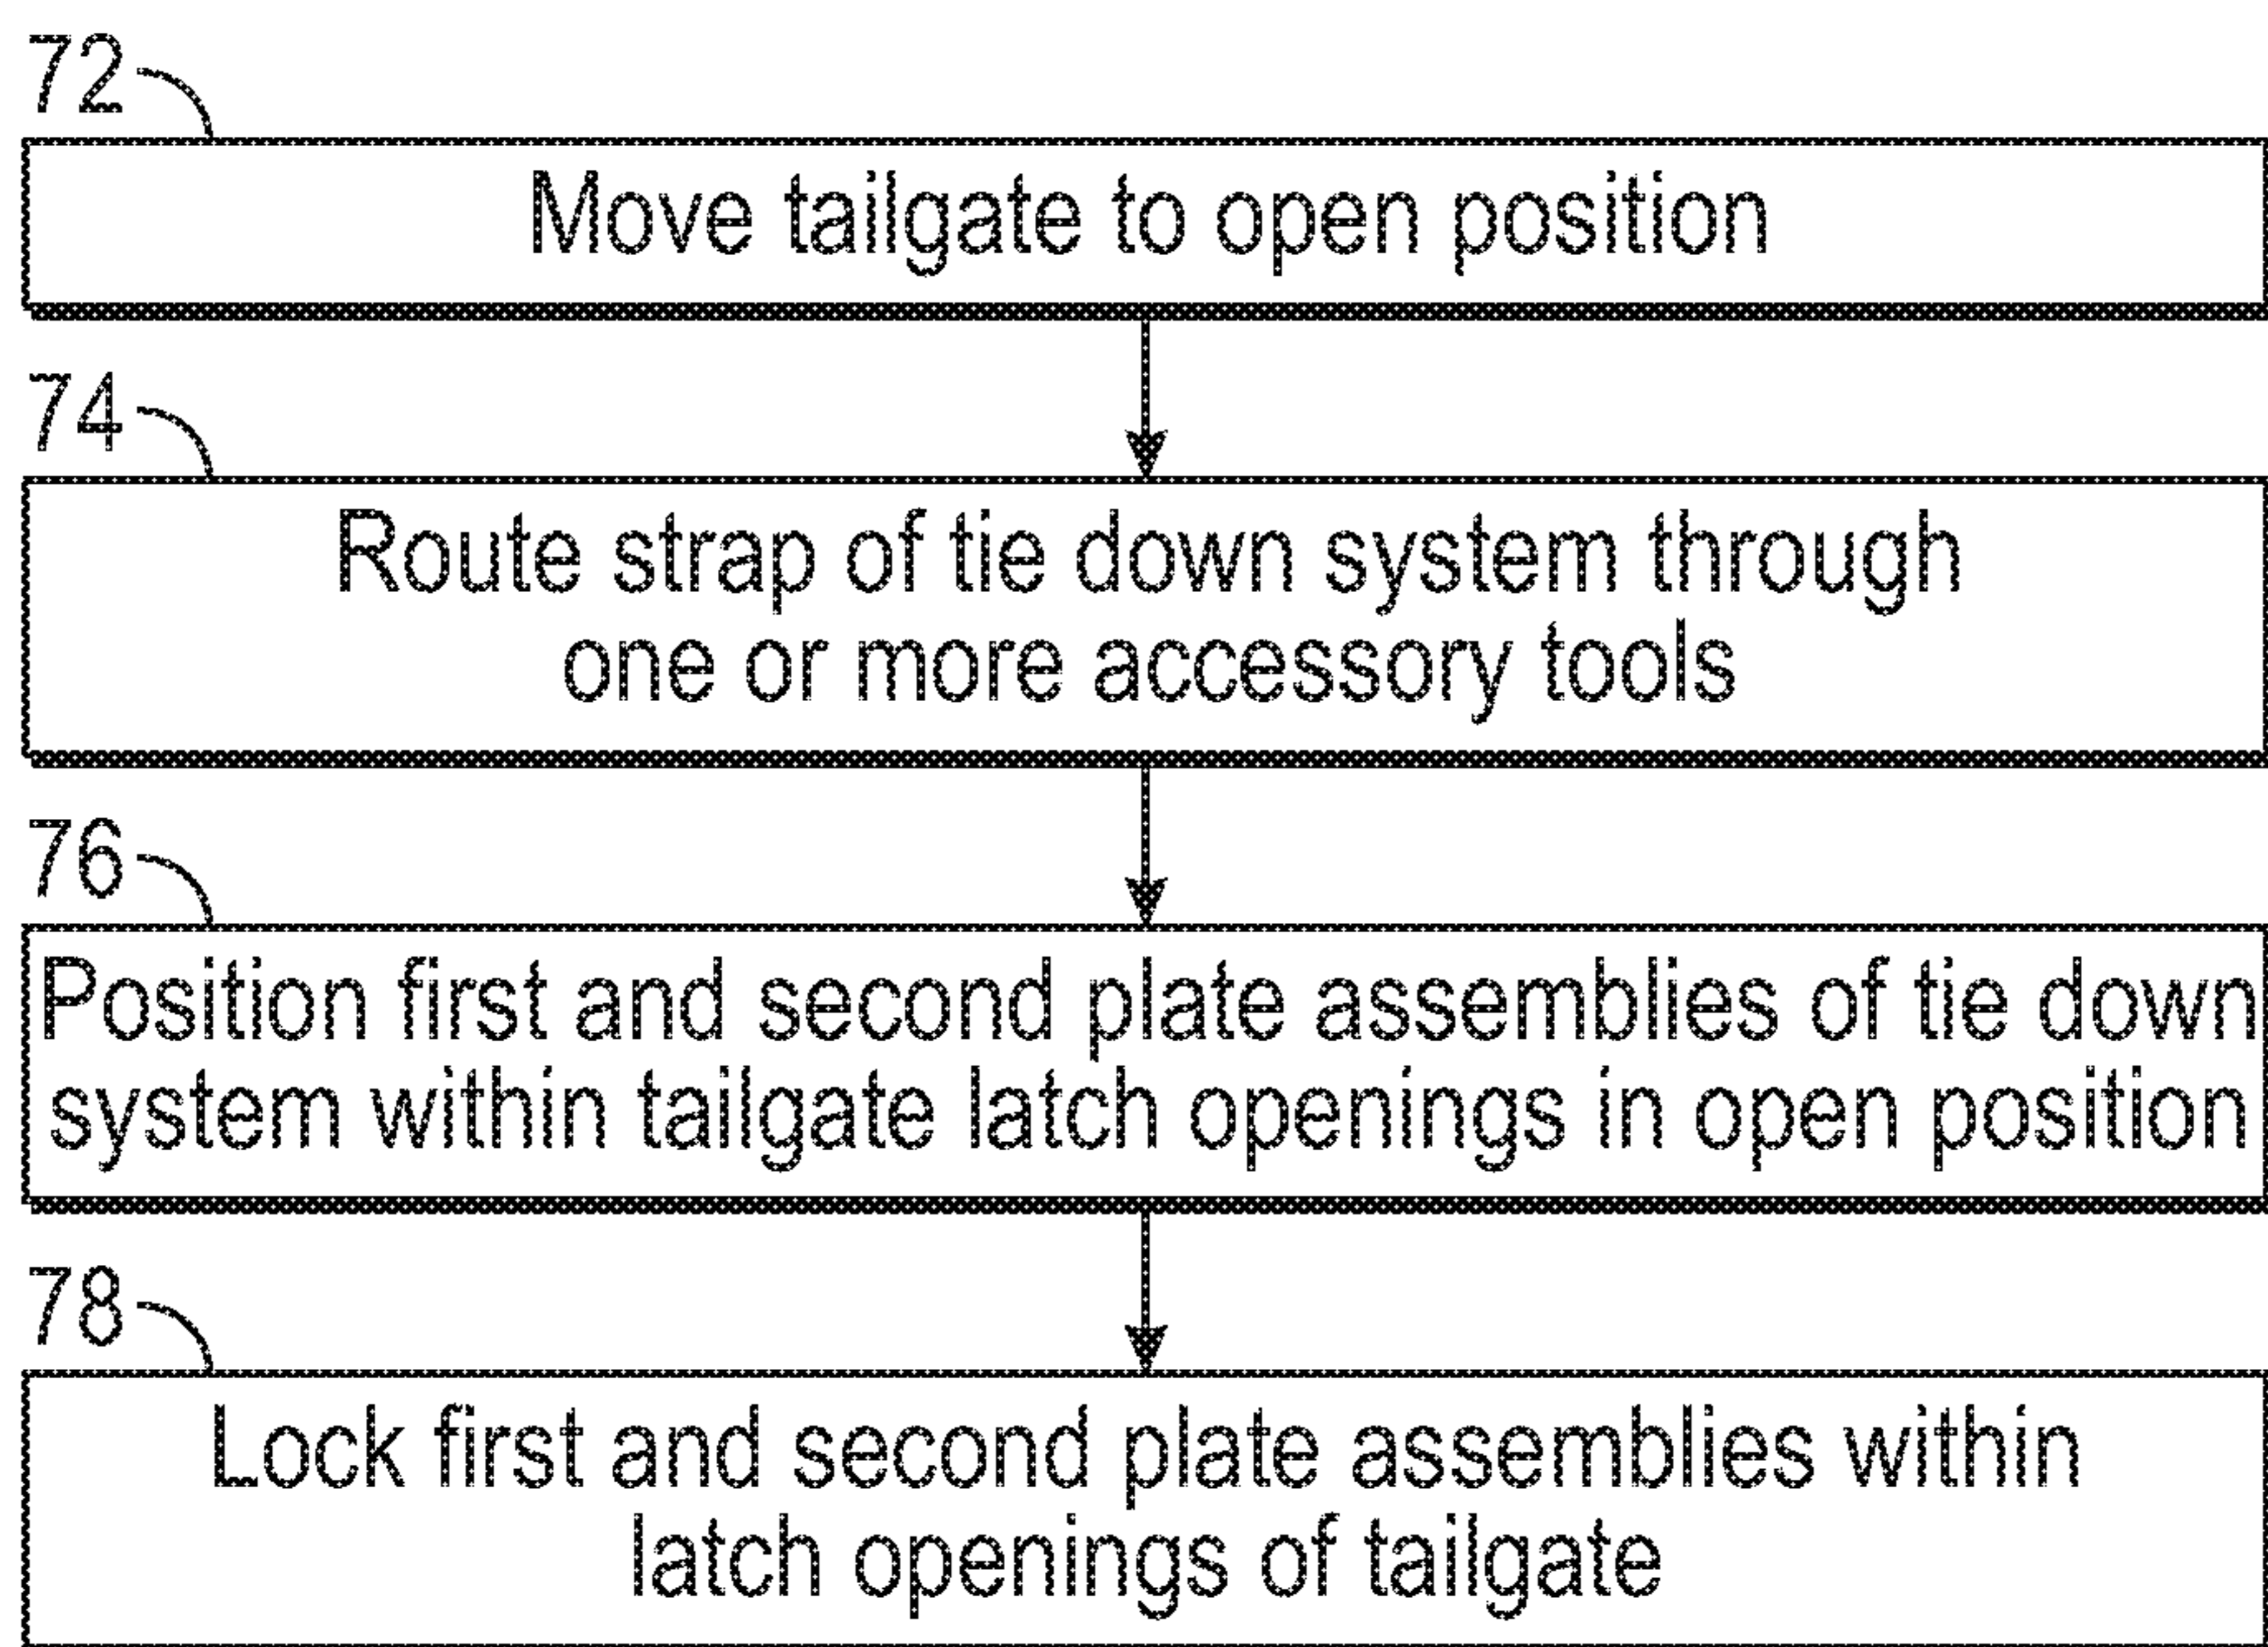 72
Move tailgate to open position
74
Route strap of tie down system through
one or more accessory tools
76
Position first and second plate assemblies of tie down
system within tailgate latch openings in open position
78
Lock first and second plate assemblies within
latch openings of tailgate